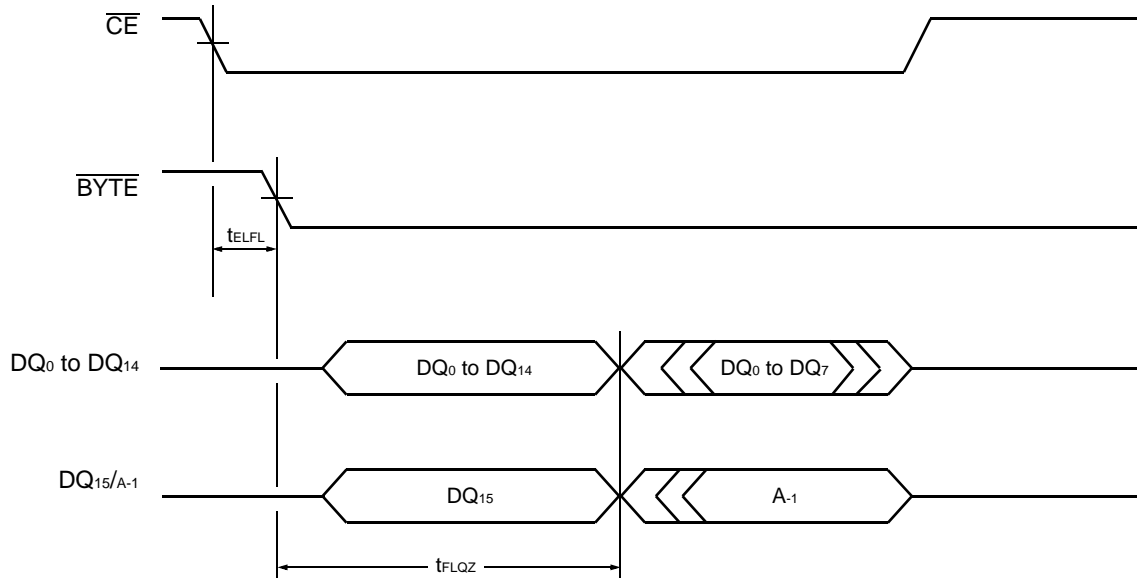 CE
BYTE
tELFL
DQ0 to DQ14 DQ0 to DQ14 DQ0 to DQ7
DQ15/A-1 DQ15 A-1
tFLQZ